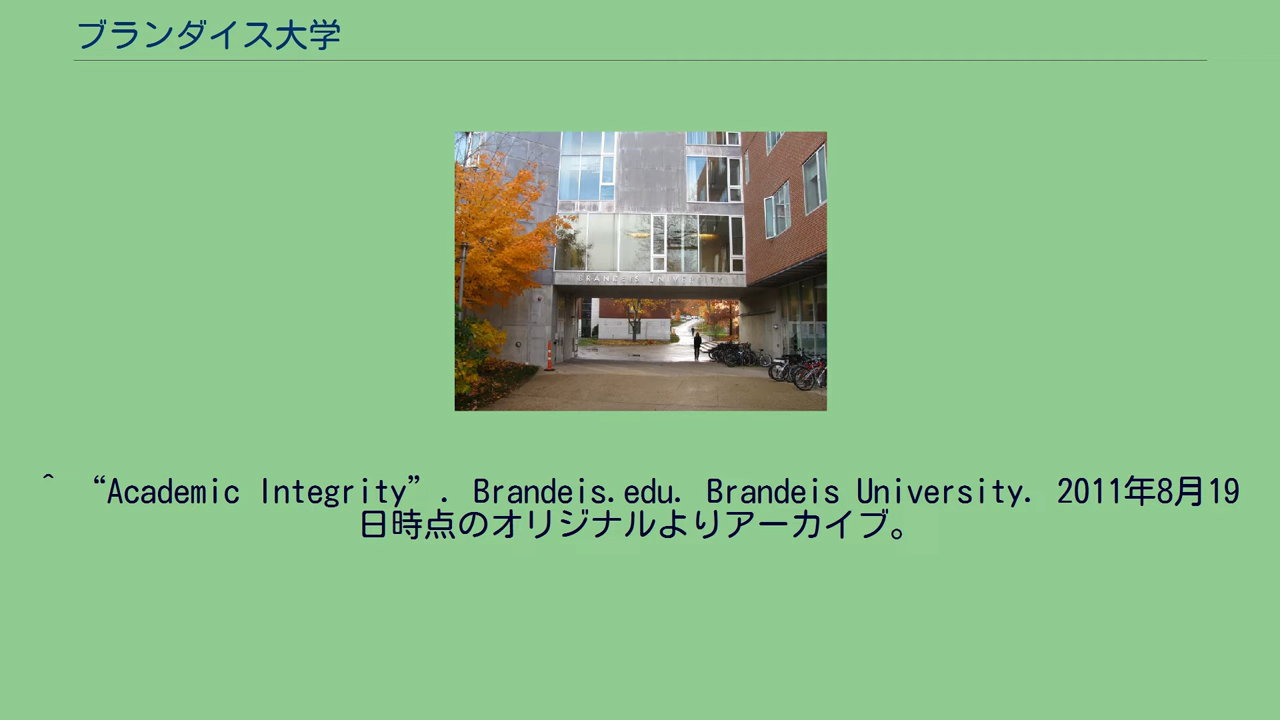 ブランダイス大学
BRANDEIS UNIVERSITY
^ “Academic Integrity”. Brandeis.edu. Brandeis University. 2011年8月19
日時点のオリジナルよりアーカイブ。